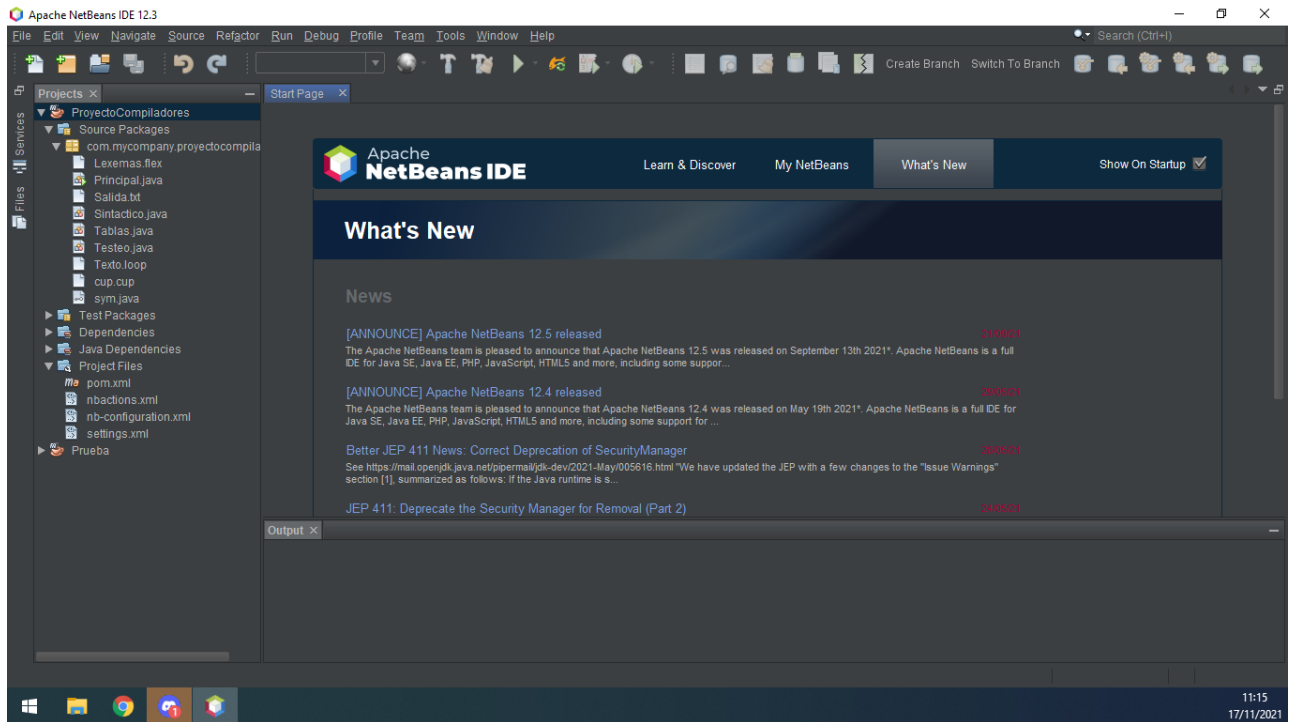 Apache NetBeans IDE 12.3
File Edit View Navigate Source Refactor Run Debug Profile Team Tools Window Help
Search (Ctrl+I)
Create Branch Switch To Branch
Projects
Start Page
Services
Files
ProyectoCompiladores
Source Packages
com.mycompany.proyectocompila
Lexemas.flex
Principal.java
Salida.txt
Sintactico.java
Tablas.java
Testeo.java
Texto.loop
cup.cup
sym.java
Test Packages
Dependencies
Java Dependencies
Project Files
pom.xml
nbactions.xml
nb-configuration.xml
settings.xml
Prueba
Apache
NetBeans IDE
Learn & Discover
My NetBeans
What's New
Show On Startup
What's New
News
[ANNOUNCE] Apache NetBeans 12.5 released
The Apache NetBeans team is pleased to announce that Apache NetBeans 12.5 was released on September 13th 2021*. Apache NetBeans is a full
IDE for Java SE, Java EE, PHP, JavaScript, HTML5 and more, including some suppor...
[ANNOUNCE] Apache NetBeans 12.4 released
The Apache NetBeans team is pleased to announce that Apache NetBeans 12.4 was released on May 19th 2021*. Apache NetBeans is a full IDE for
Java SE, Java EE, PHP, JavaScript, HTML5 and more, including some support for ...
Better JEP 411 News: Correct Deprecation of SecurityManager
See https://mail.openjdk.java.net/pipermail/jdk-dev/2021-May/005616.html "We have updated the JEP with a few changes to the "Issue Warnings"
section [1], summarized as follows: If the Java runtime is s...
JEP 411: Deprecate the Security Manager for Removal (Part 2)
Output
1
11:15
17/11/2021